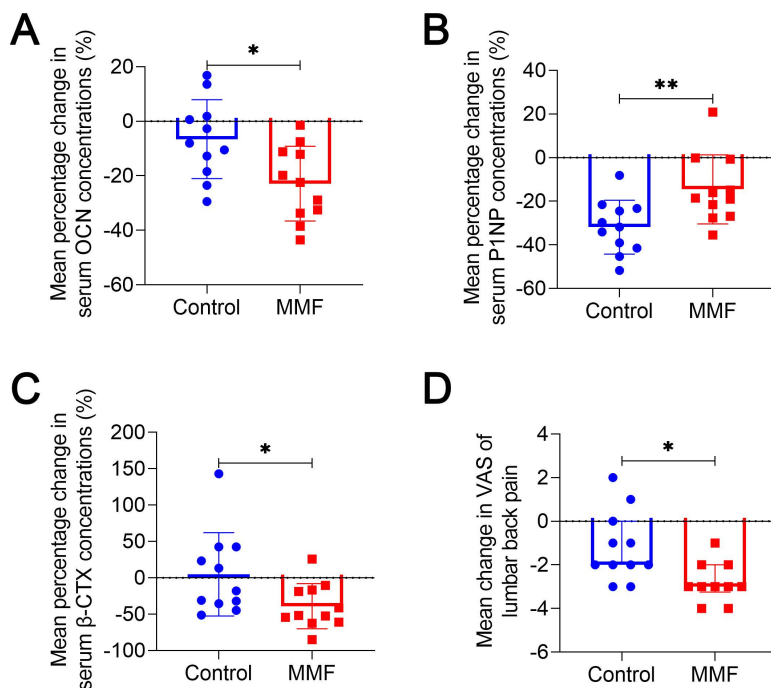 A
Mean percentage change in
serum OCN concentrations (%)
20
0
-20
-40
-60
*
Control
MMF
B
Mean percentage change in
serum P1NP concentrations (%)
40
20
0
-20
-40
-60
**
Control
MMF
C
Mean percentage change in
serum β-CTX concentrations (%)
200
150
100
50
0
-50
-100
*
Control
MMF
D
Mean change in VAS of
lumbar back pain
4
2
0
-2
-4
-6
*
Control
MMF